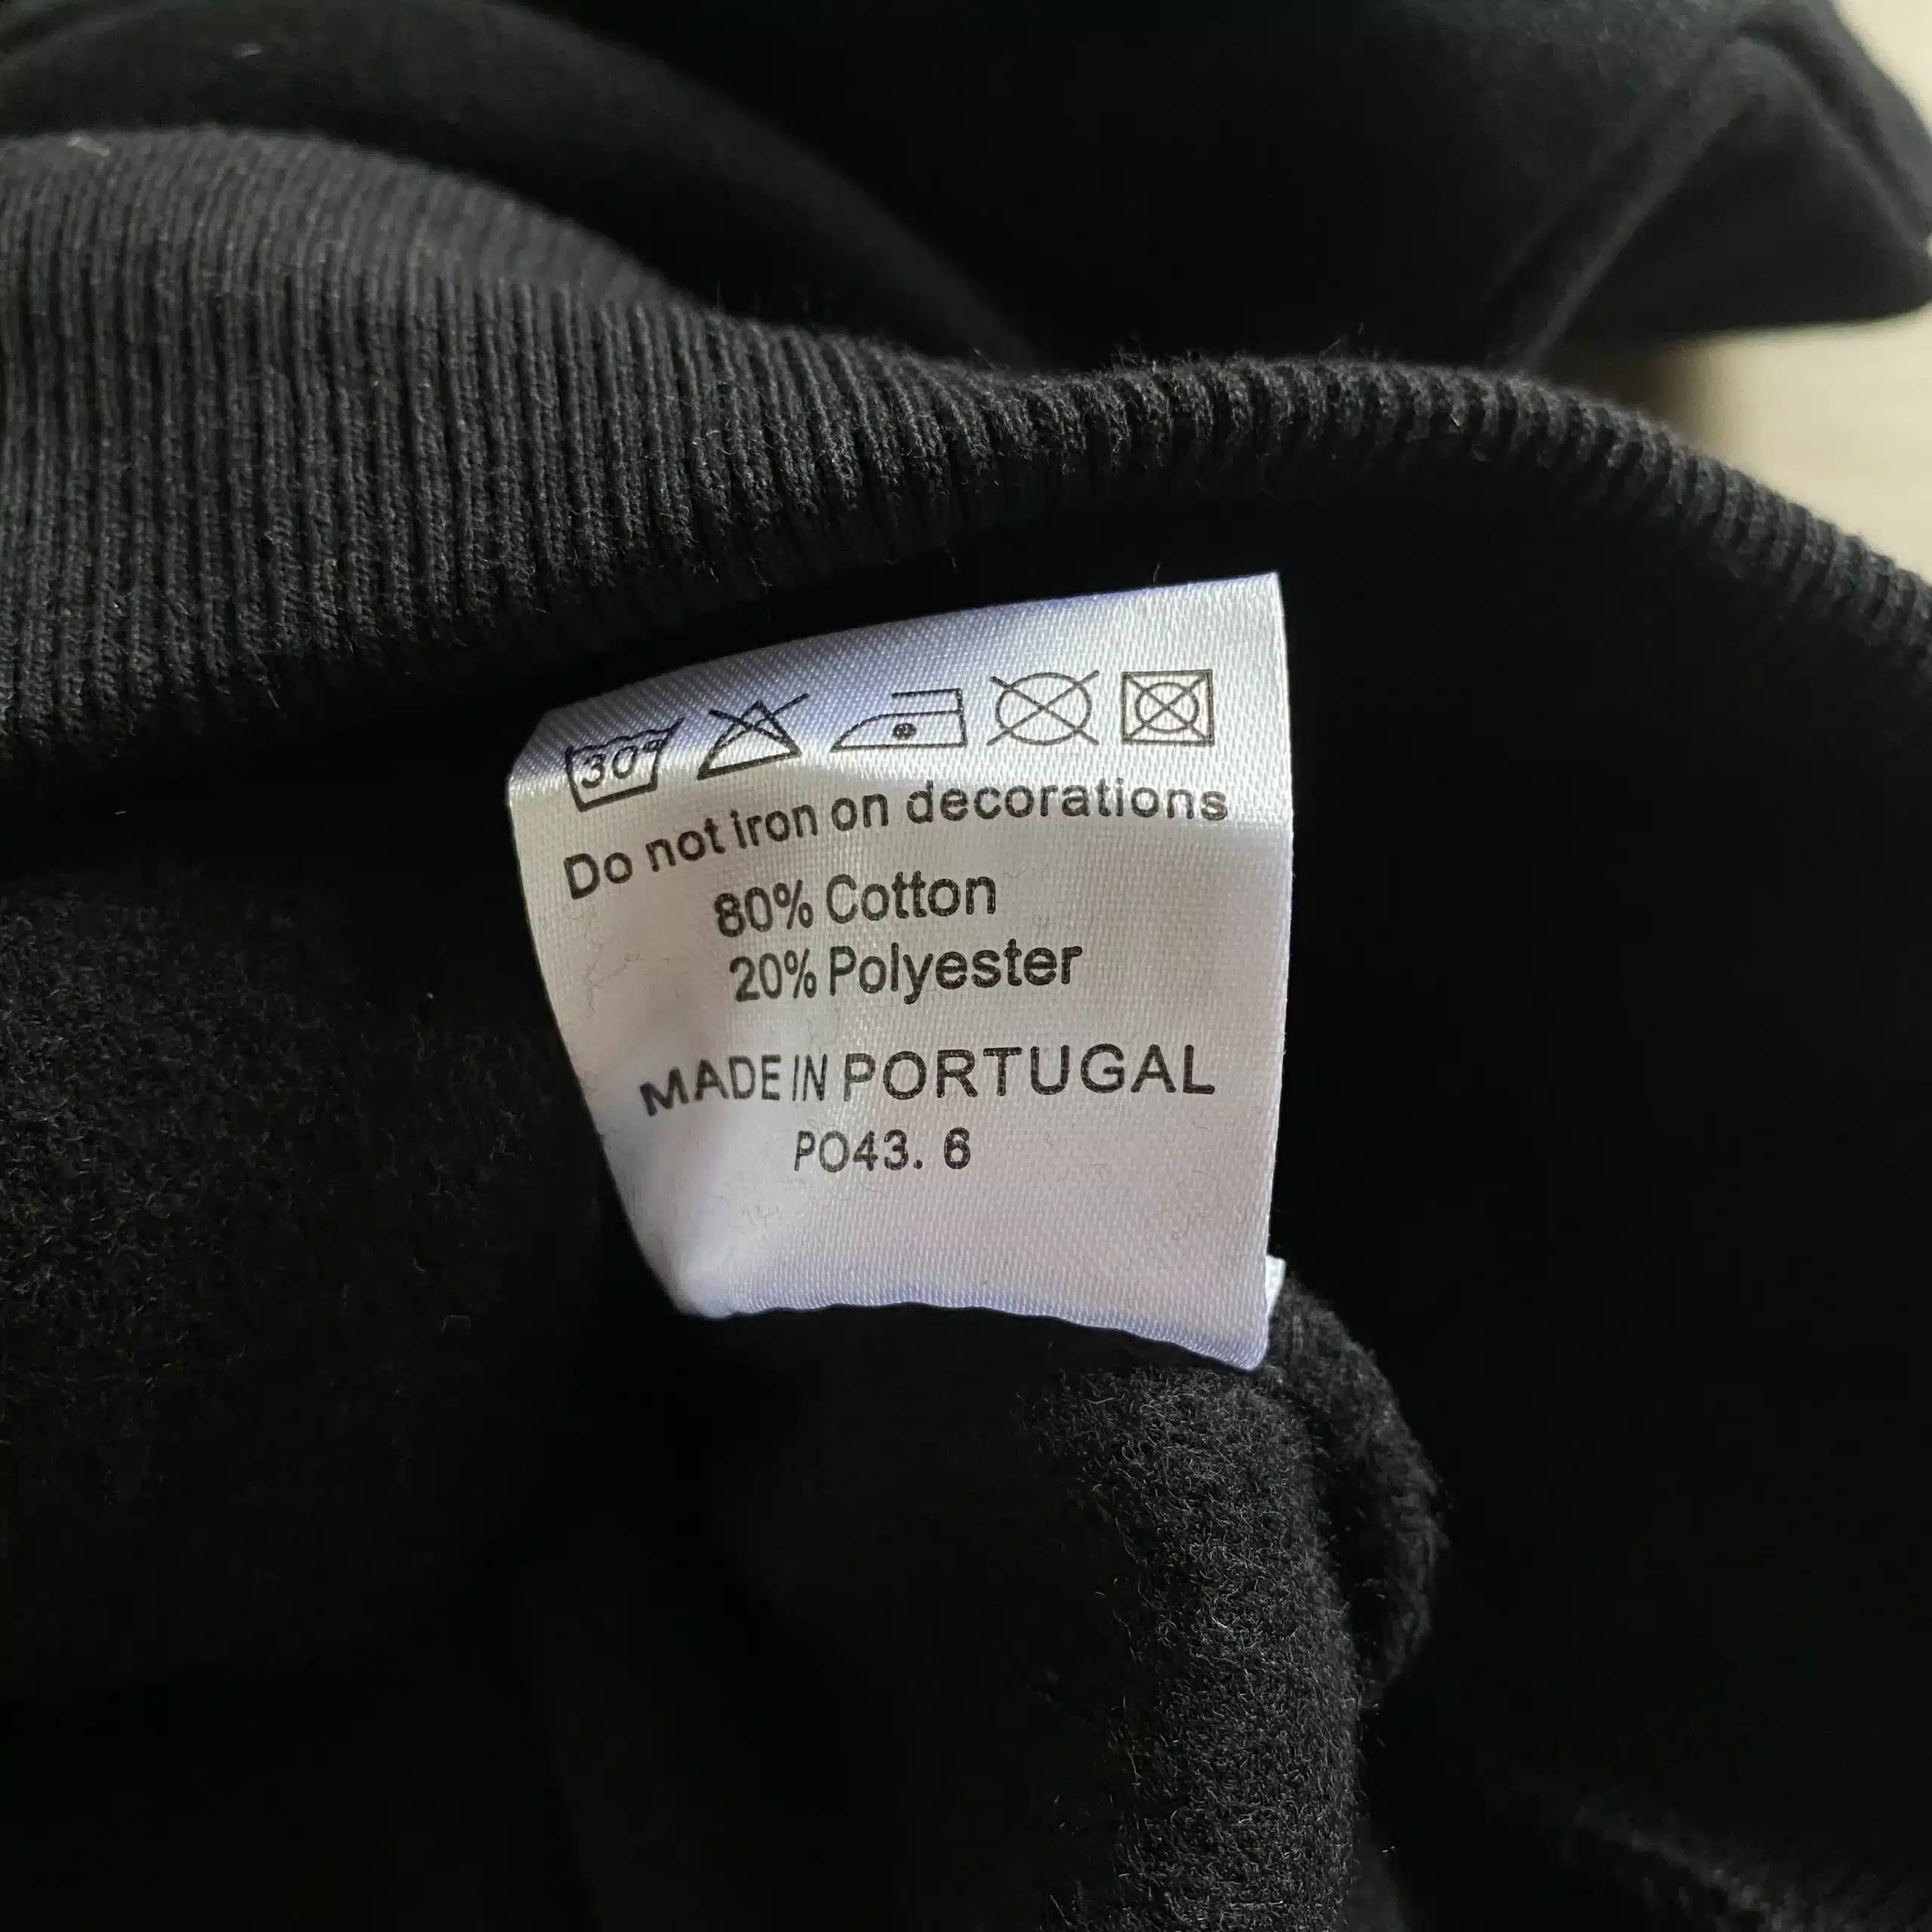 30°
Do not iron on decorations
80% Cotton
20% Polyester
MADE IN PORTUGAL
PO43. 6